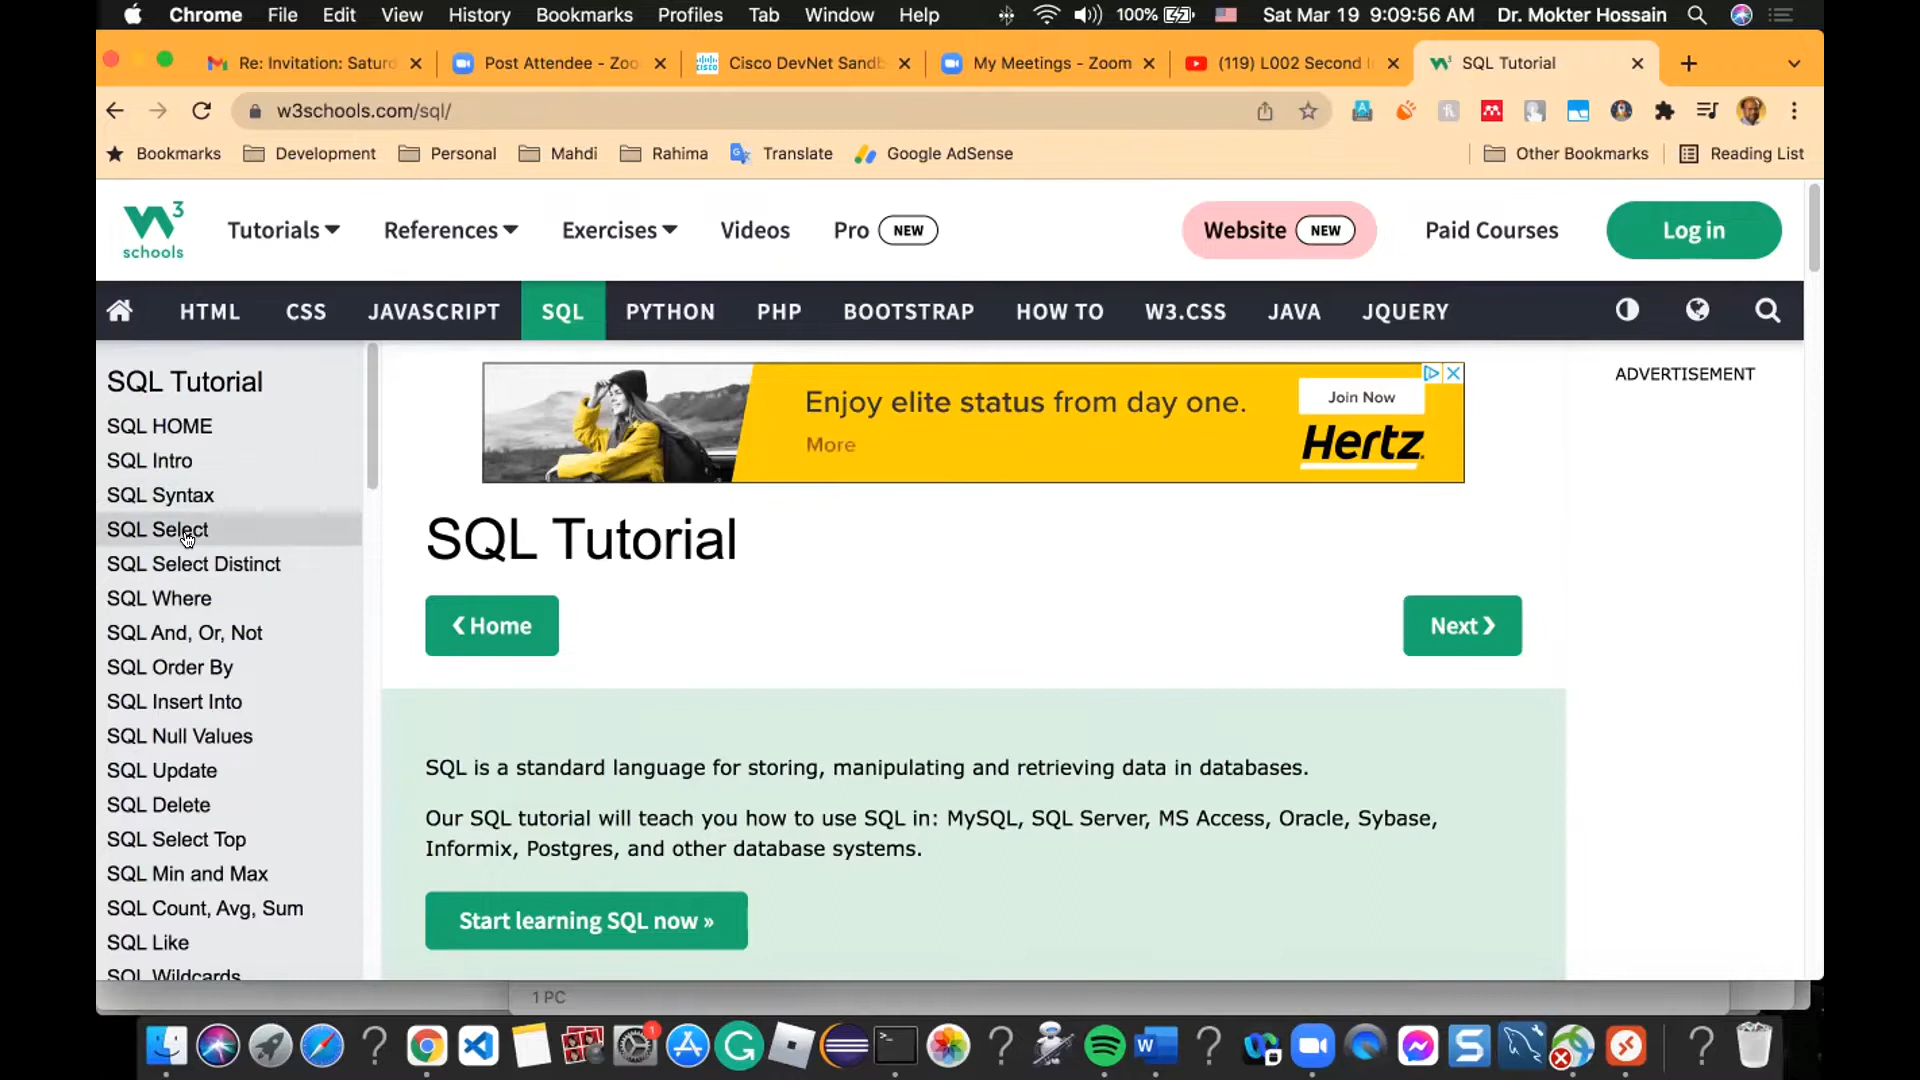 Chrome File Edit View History Bookmarks Profiles Tab Window Help 100% Sat Mar 19 9:09:56 AM Dr. Mokter Hossain
Re: Invitation: Saturd Post Attendee - Zoo Cisco DevNet Sandb My Meetings - Zoom (119) L002 Second I SQL Tutorial
w3schools.com/sql/
Bookmarks Development Personal Mahdi Rahima Translate Google AdSense Other Bookmarks Reading List
W3 schools Tutorials References Exercises Videos Pro NEW Website NEW Paid Courses Log in
HTML CSS JAVASCRIPT SQL PYTHON PHP BOOTSTRAP HOW TO W3.CSS JAVA JQUERY
SQL Tutorial
SQL HOME
SQL Intro
SQL Syntax
SQL Select
SQL Select Distinct
SQL Where
SQL And, Or, Not
SQL Order By
SQL Insert Into
SQL Null Values
SQL Update
SQL Delete
SQL Select Top
SQL Min and Max
SQL Count, Avg, Sum
SQL Like
SQL Wildcards
Enjoy elite status from day one.
More
Join Now
Hertz.
ADVERTISEMENT
SQL Tutorial
❮ Home
Next ❯
SQL is a standard language for storing, manipulating and retrieving data in databases.
Our SQL tutorial will teach you how to use SQL in: MySQL, SQL Server, MS Access, Oracle, Sybase,
Informix, Postgres, and other database systems.
Start learning SQL now »
1 PC